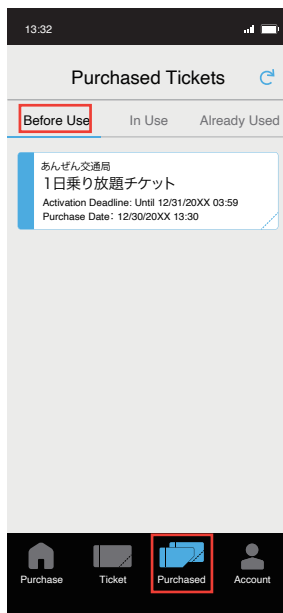 13:32
Purchased Tickets
Before Use In Use Already Used
あんぜん交通局
1日乗り放題チケット
Activation Deadline: Until 12/31/20XX 03:59
Purchase Date: 12/30/20XX 13:30
Purchase Ticket Purchased Account